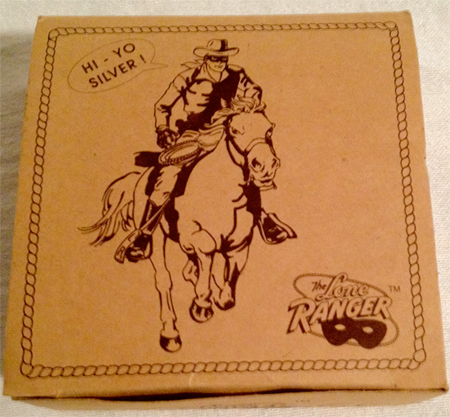 HI - YO
SILVER!
The Lone
RANGER
TM